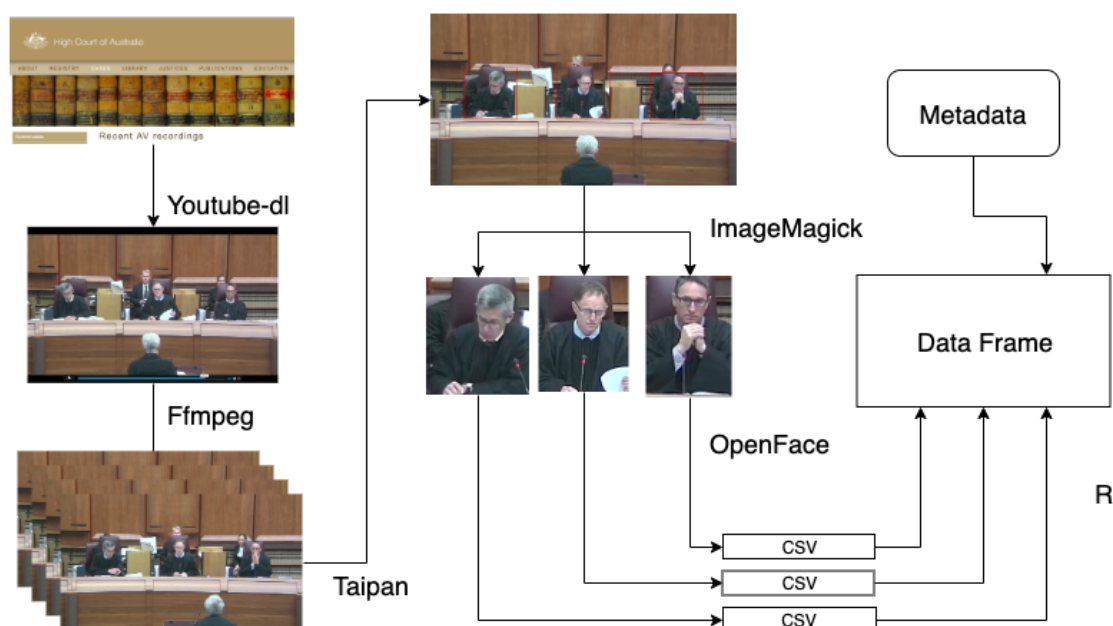 High Court of Australia
ABOUT REGISTRY CASES LIBRARY JUSTICES PUBLICATIONS EDUCATION
Recent AV recordings
Youtube-dl
Ffmpeg
Taipan
ImageMagick
OpenFace
Metadata
Data Frame
R
CSV
CSV
CSV